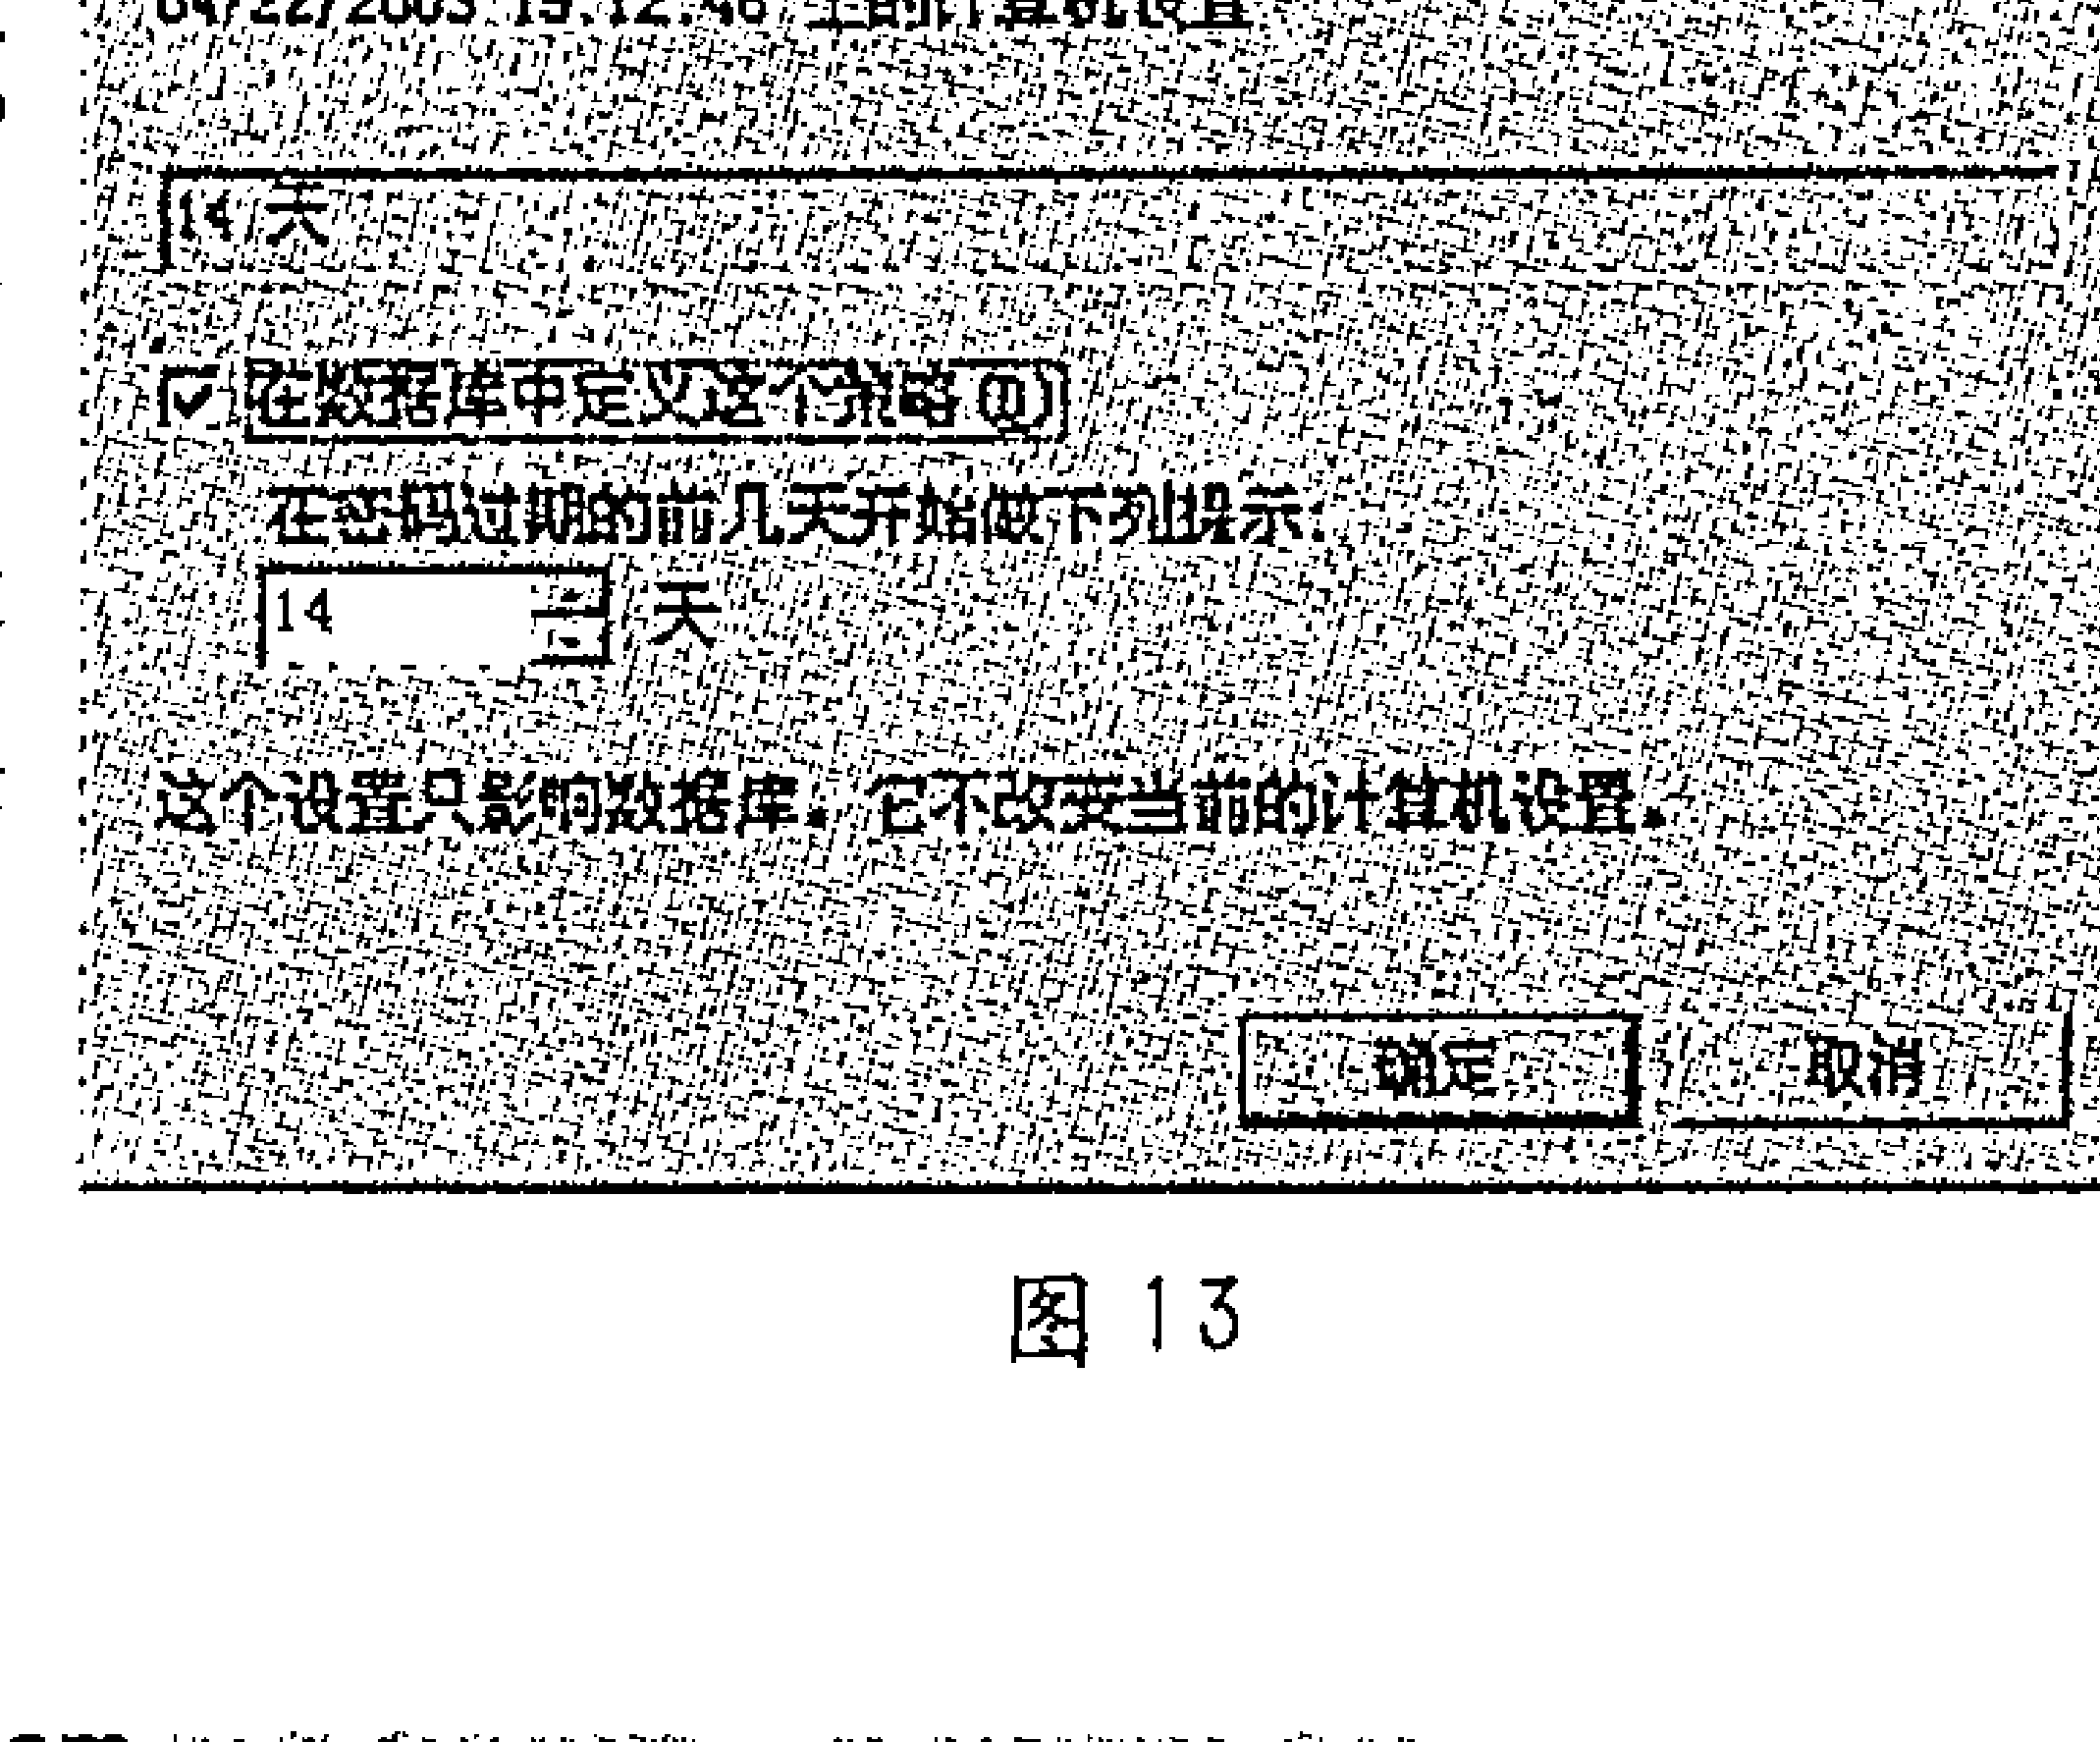 04/22/2003 15:12:46 上的计算机设置
14 天
在数据库中定义这个策略(D)
在密码过期的前几天开始做下列提示:
14 天
这个设置只影响数据库。它不改变当前的计算机设置。
确定 取消
图 13